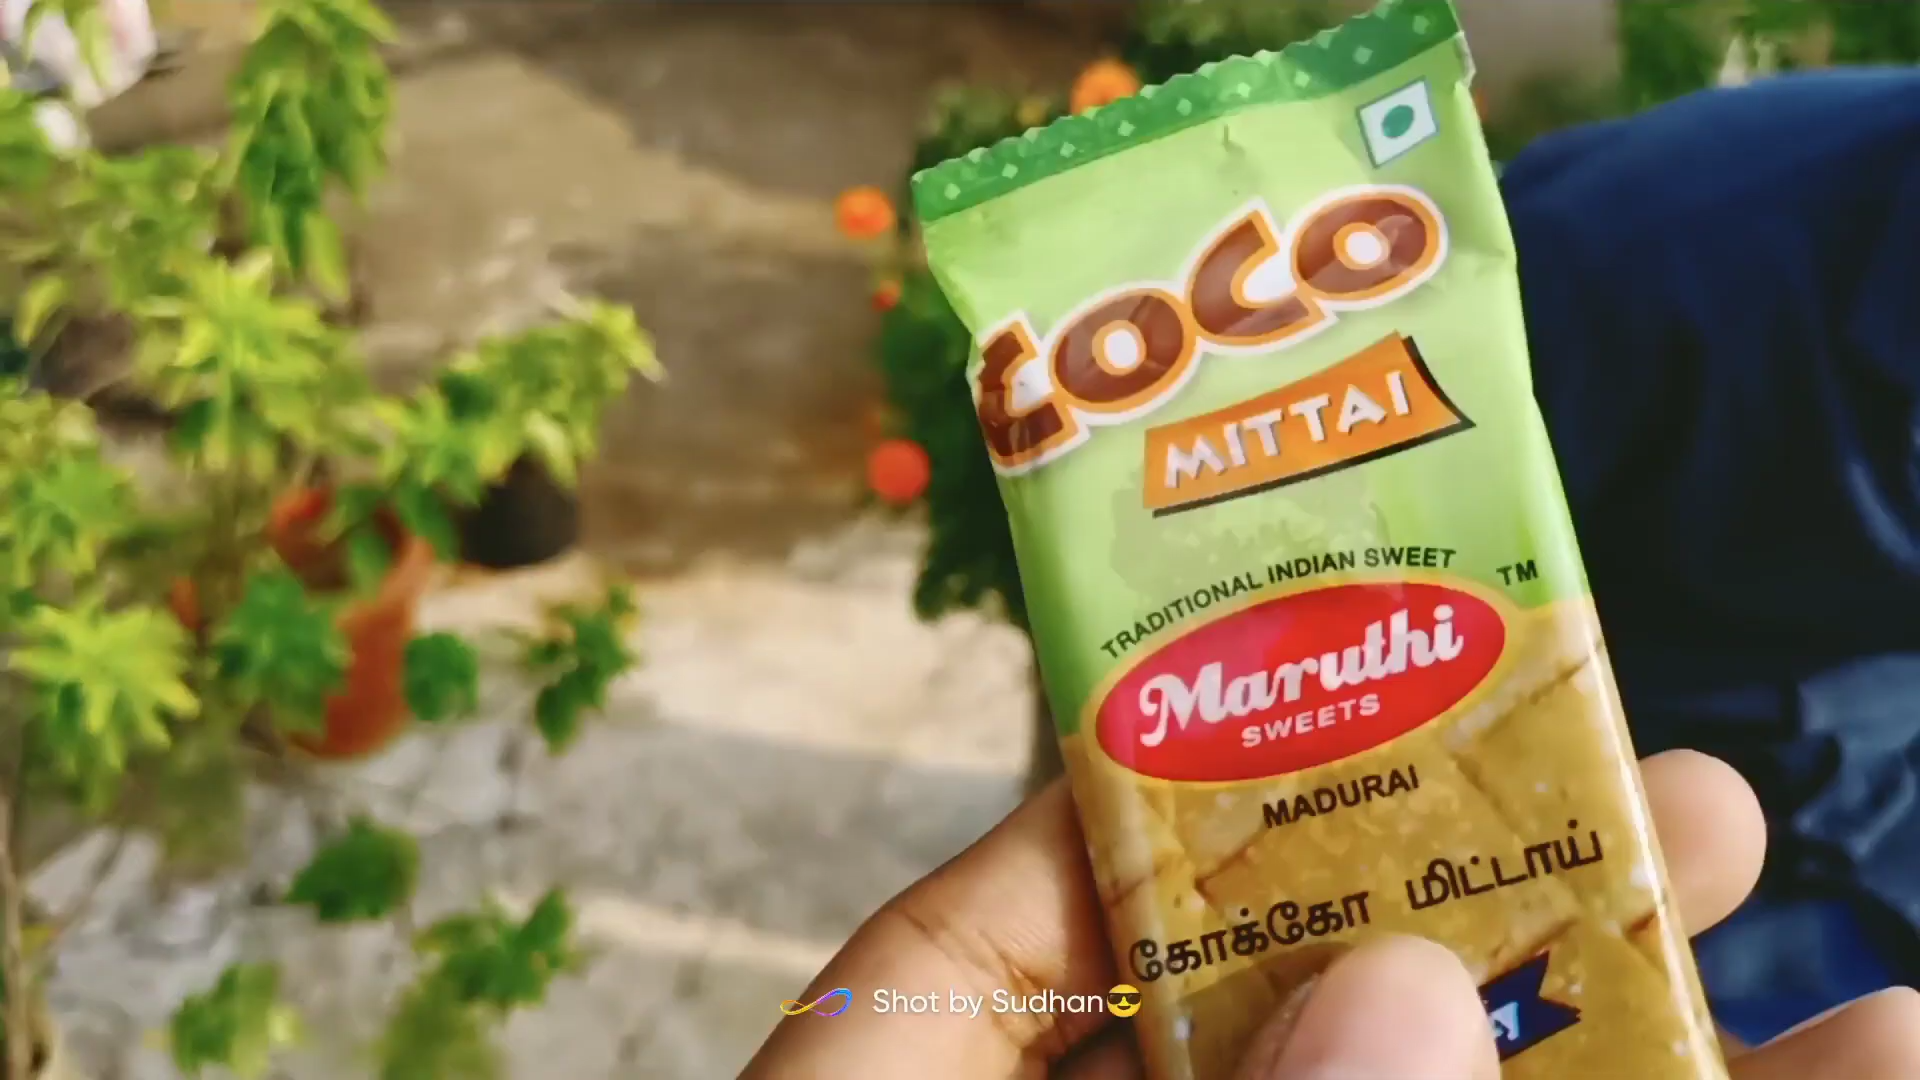 COCO
MITTAI
TRADITIONAL INDIAN SWEET
TM
Maruthi
SWEETS
MADURAI
கோக்கோ மிட்டாய்
Shot by Sudhan😎